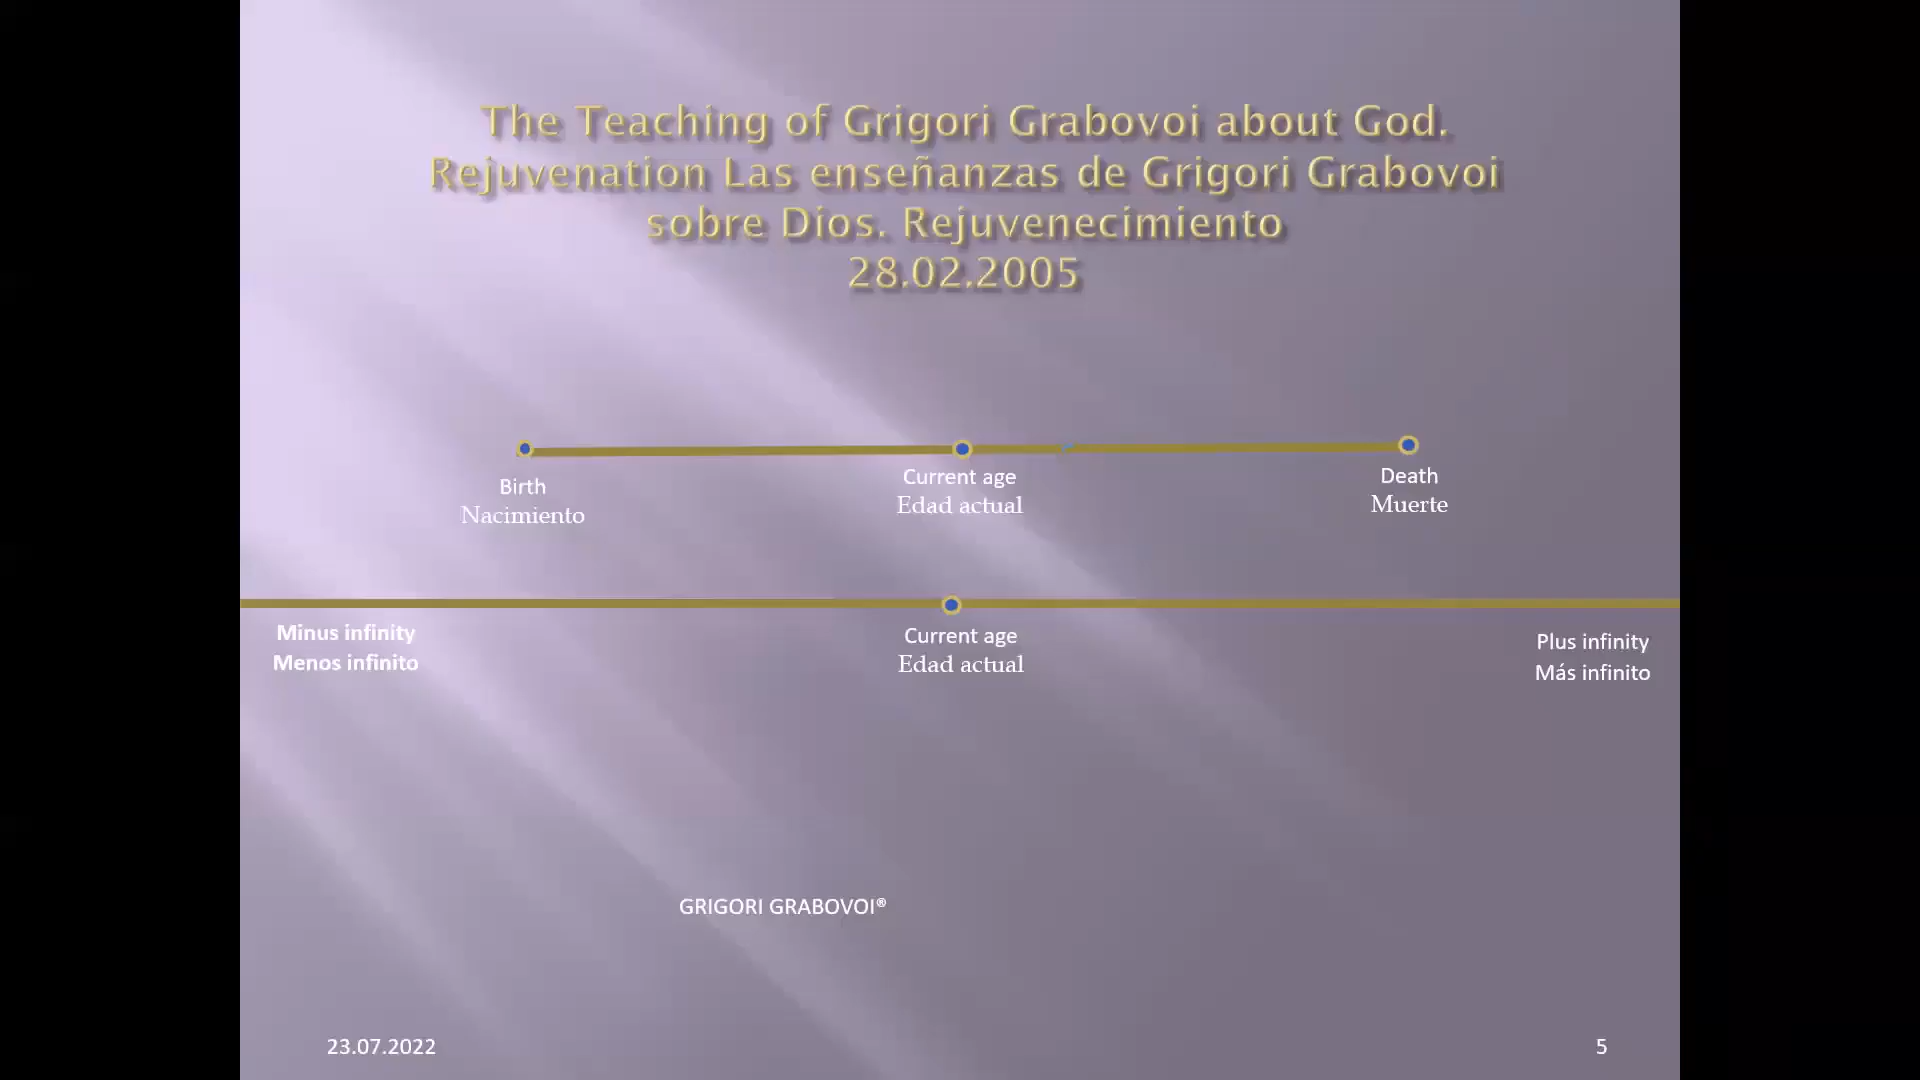 The Teaching of Grigori Grabovoi about God.
Rejuvenation Las enseñanzas de Grigori Grabovoi
sobre Dios. Rejuvenecimiento
28.02.2005
Birth
Nacimiento
Current age
Edad actual
Death
Muerte
Minus infinity
Menos infinito
Current age
Edad actual
Plus infinity
Más infinito
GRIGORI GRABOVOI®
23.07.2022
5